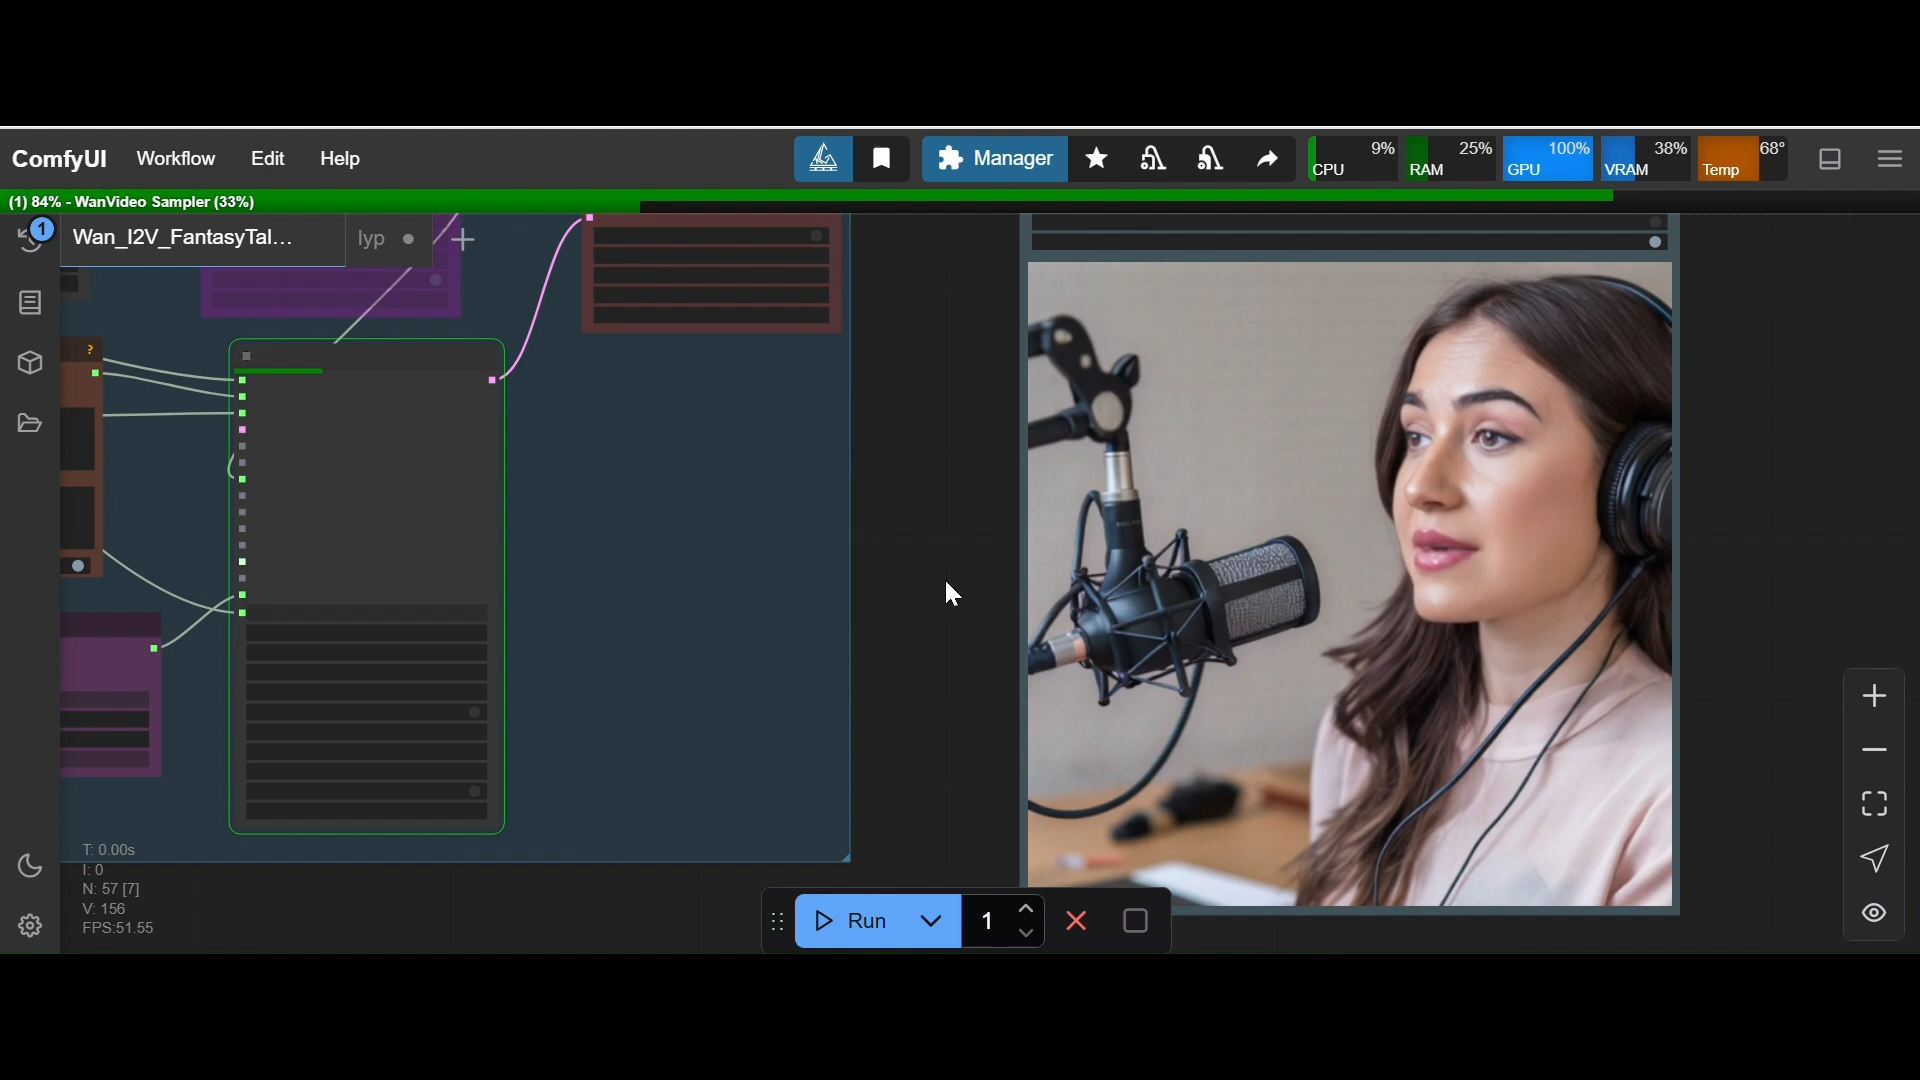 ComfyUI Workflow Edit Help Manager
CPU 9% RAM 25% GPU 100% VRAM 38% Temp 68°
(1) 84% - WanVideo Sampler (33%)
1
Wan_I2V_FantasyTal... lyp
?
T: 0.00s
I: 0
N: 57 [7]
V: 156
FPS:51.55
Run 1